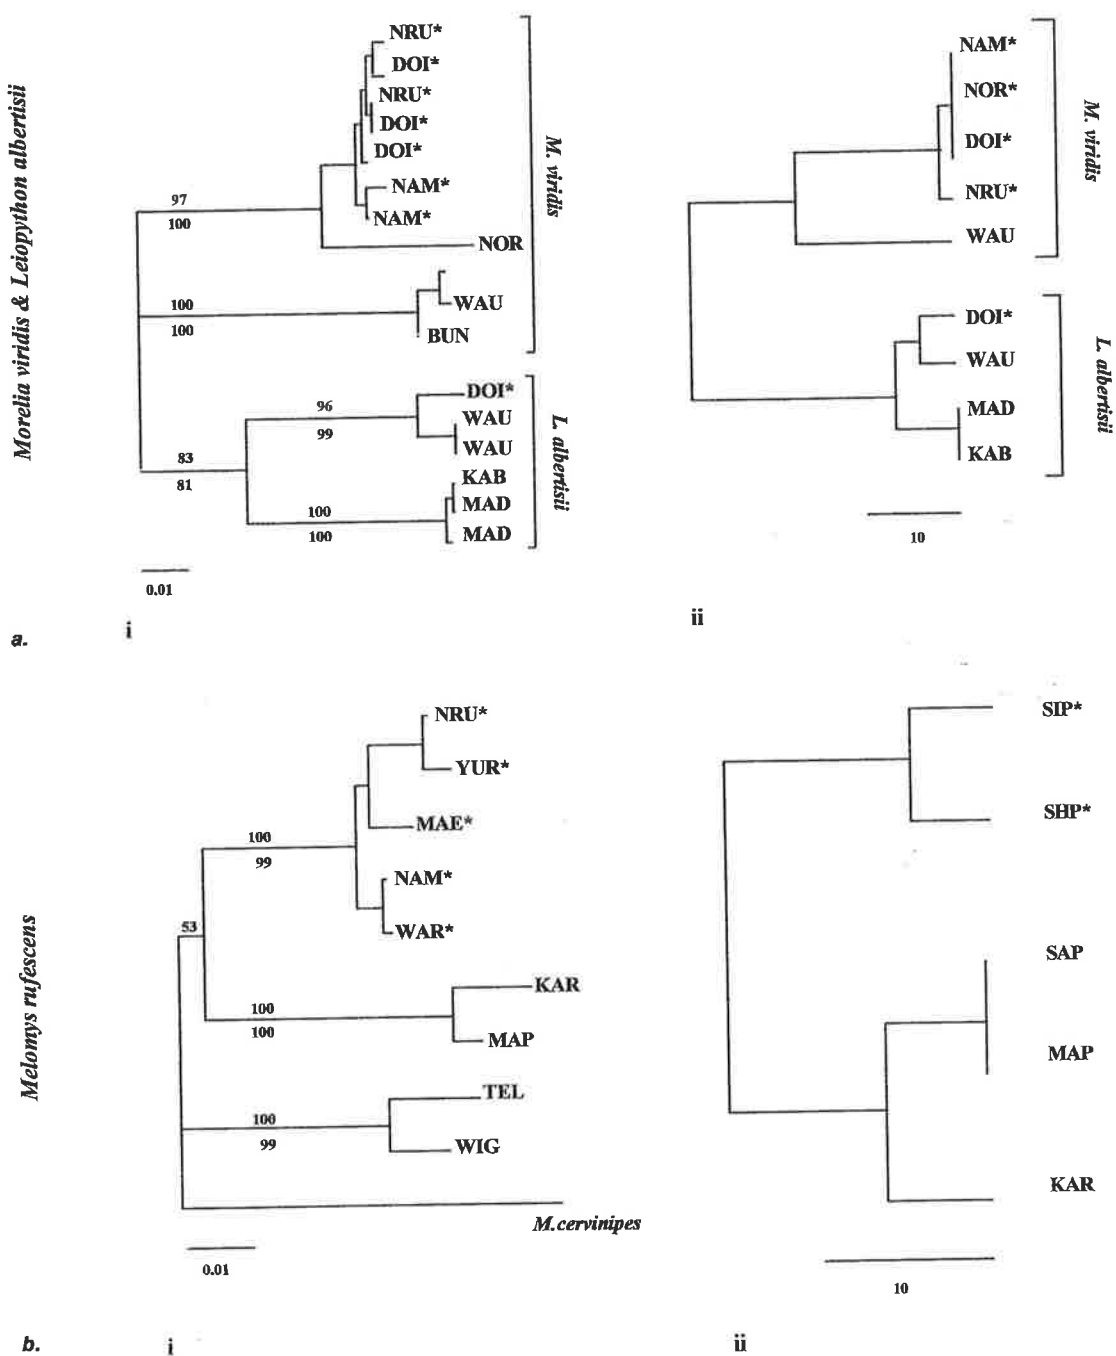 Morelia viridis & Leiopython albertisii
NRU*
DOI*
NRU*
DOI*
DOI*
NAM*
NAM*
NOR
97
100
100
100
WAU
BUN
M. viridis
DOI*
WAU
WAU
KAB
MAD
MAD
96
99
83
81
100
100
L. albertisii
0.01
i
a.
NAM*
NOR*
DOI*
NRU*
WAU
M. viridis
DOI*
WAU
MAD
KAB
L. albertisii
10
ii
Melomys rufescens
NRU*
YUR*
MAE*
NAM*
WAR*
100
99
53
KAR
MAP
100
100
TEL
WIG
100
99
M.cervinipes
0.01
b.
i
SIP*
SHP*
SAP
MAP
KAR
10
ii